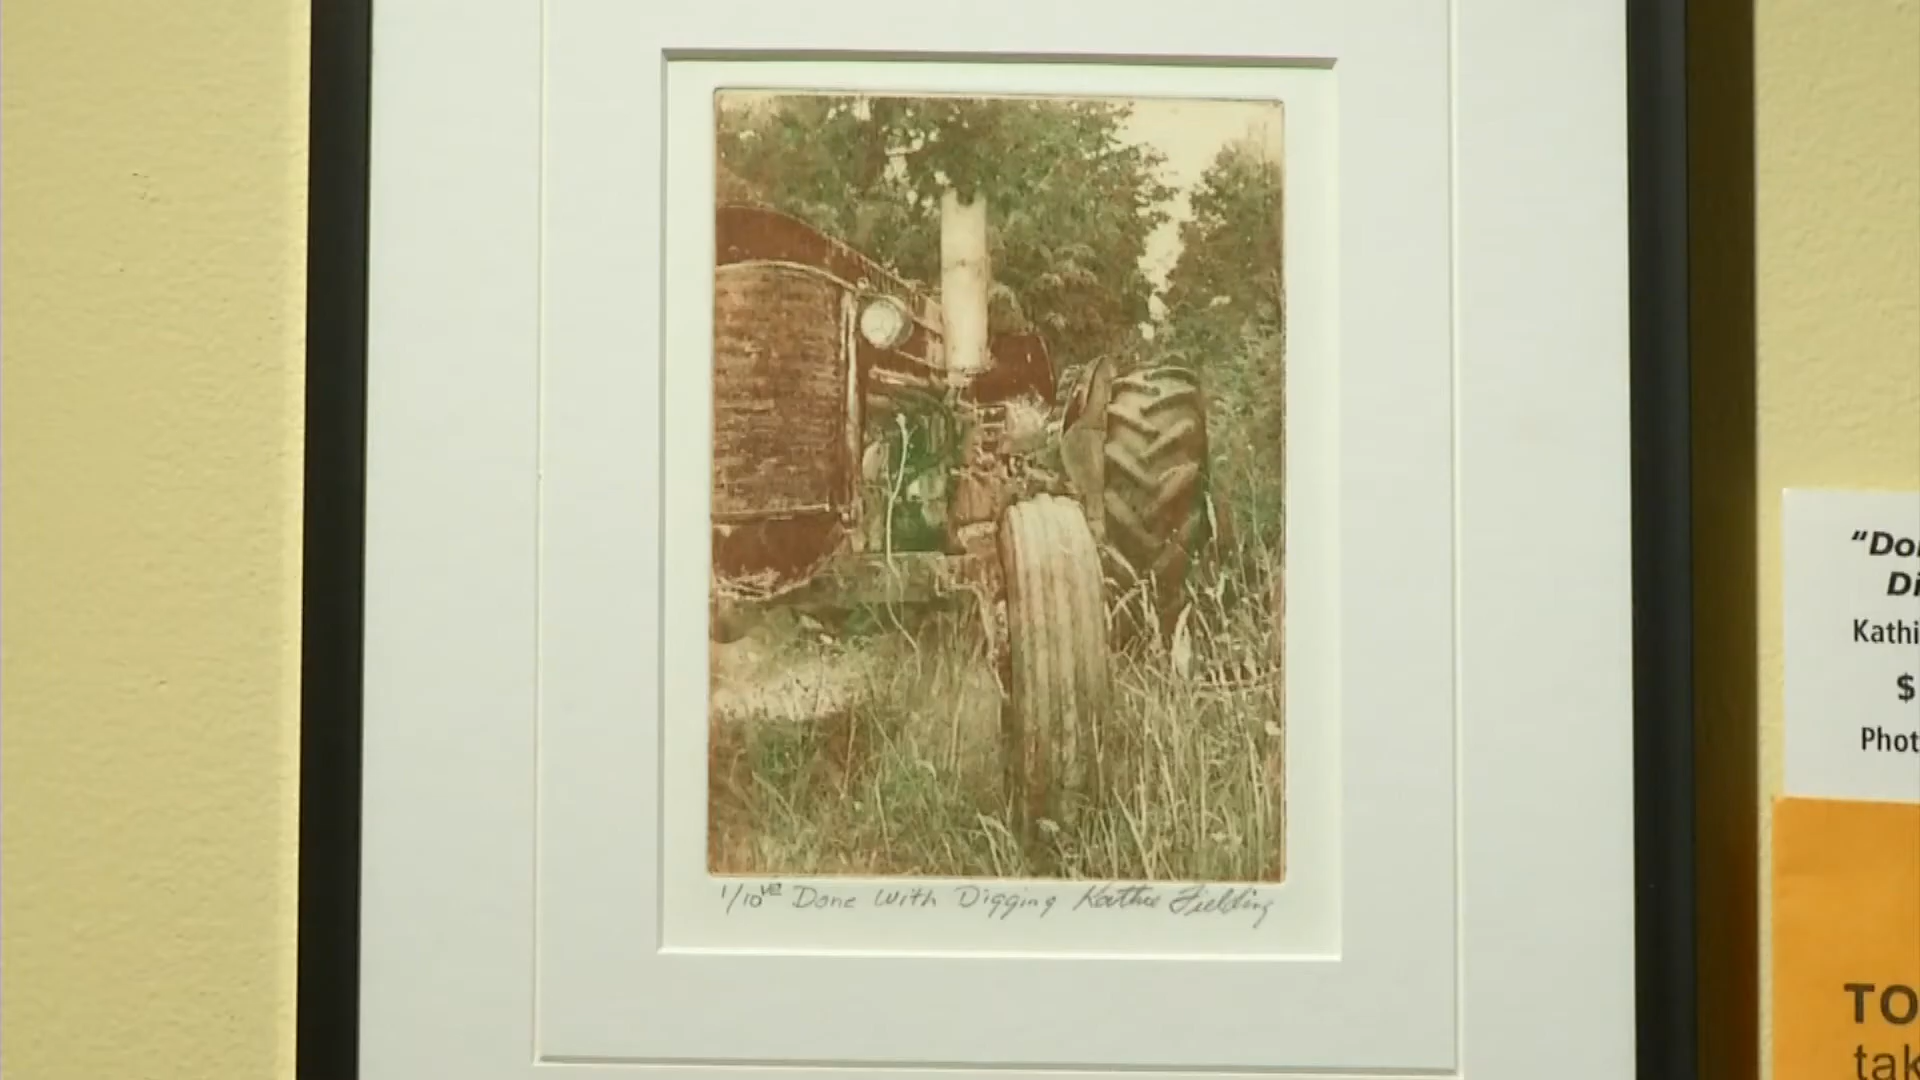 1/10 VE Done With Digging Kathie Fielding
“Do
Di
Kathi
$
Phot
TO
tak